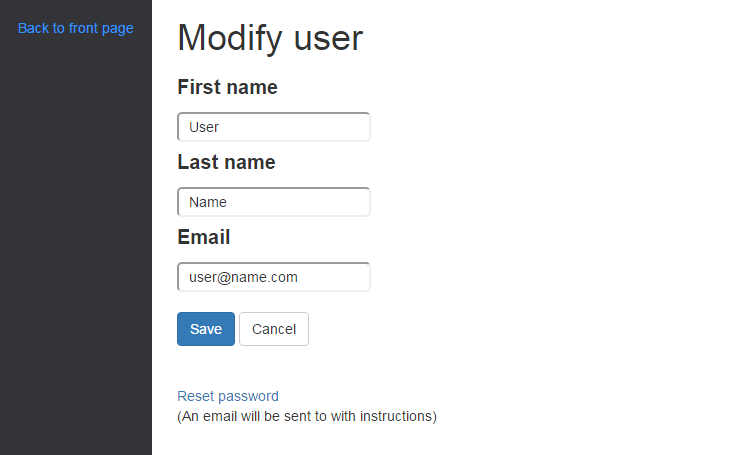 Back to front page
Modify user
First name
User
Last name
Name
Email
user@name.com
Save Cancel
Reset password
(An email will be sent to with instructions)